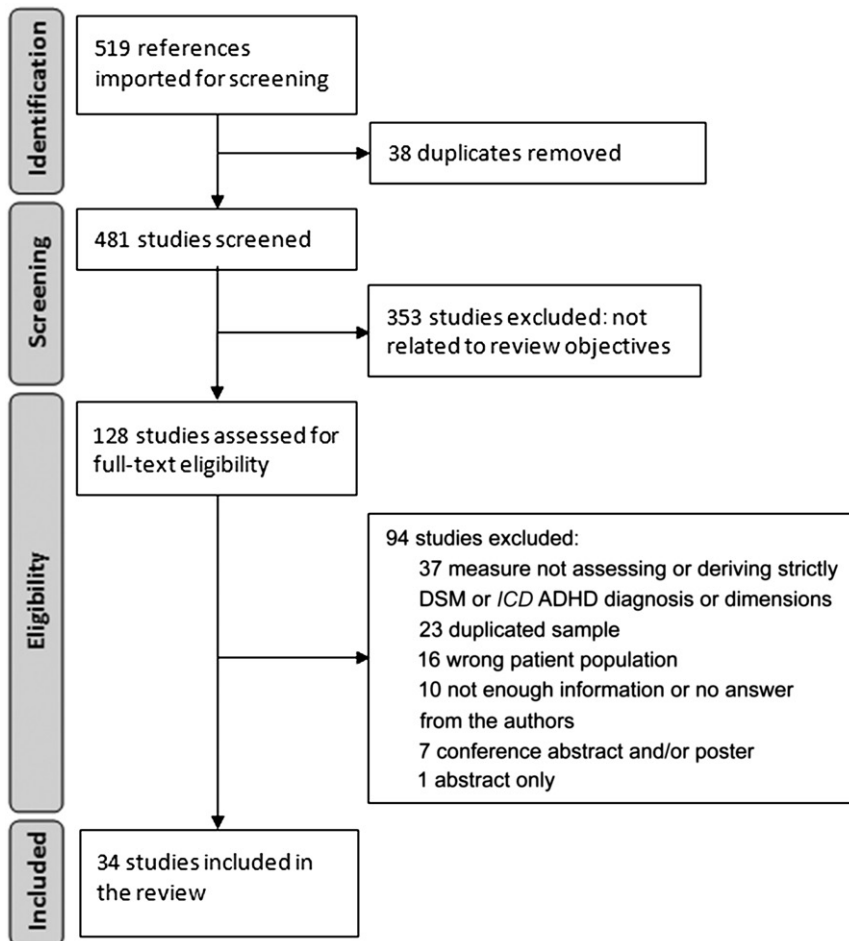 Identification
519 references
imported for screening
38 duplicates removed
Screening
481 studies screened
353 studies excluded: not
related to review objectives
Eligibility
128 studies assessed for
full-text eligibility
94 studies excluded:
37 measure not assessing or deriving strictly
DSM or ICD ADHD diagnosis or dimensions
23 duplicated sample
16 wrong patient population
10 not enough information or no answer
from the authors
7 conference abstract and/or poster
1 abstract only
Included
34 studies included in
the review